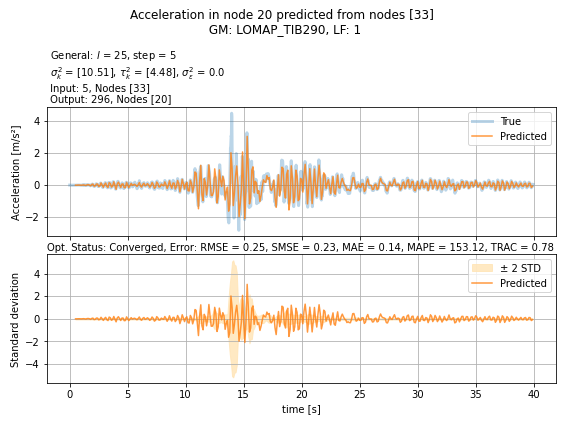 Acceleration in node 20 predicted from nodes [33]
GM: LOMAP_TIB290, LF: 1
General: l = 25, step = 5
σ²ₖ = [10.51], τ²ₖ = [4.48], σ²ε = 0.0
Input: 5, Nodes [33]
Output: 296, Nodes [20]
Acceleration [m/s²]
4
2
0
−2
True
Predicted
Opt. Status: Converged, Error: RMSE = 0.25, SMSE = 0.23, MAE = 0.14, MAPE = 153.12, TRAC = 0.78
Standard deviation
4
2
0
−2
−4
± 2 STD
Predicted
0 5 10 15 20 25 30 35 40
time [s]